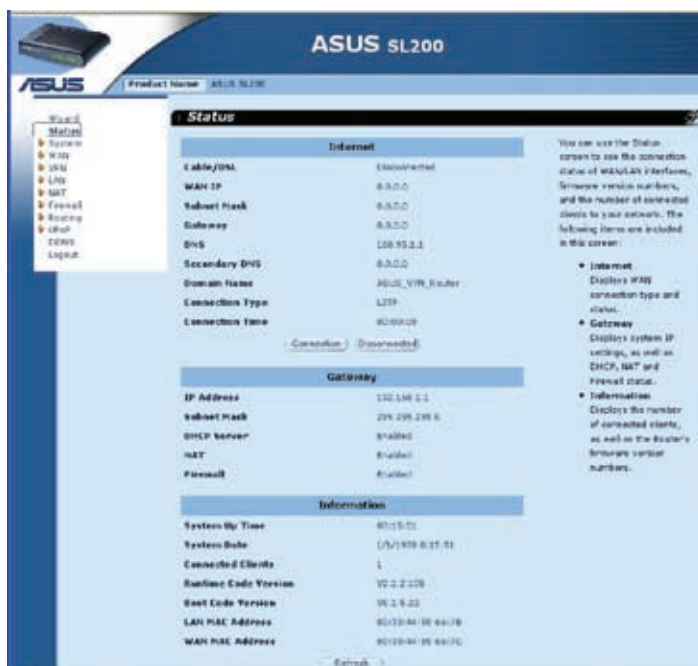 ASUS SL200
ASUS
Product Name ASUS SL200
Wizard
Status
System
WAN
VPN
LAN
NAT
Firewall
Routing
UPnP
DDNS
Logout
Status
Internet
Cable/DSL Disconnected
WAN IP 0.0.0.0
Subnet Mask 0.0.0.0
Gateway 0.0.0.0
DNS
Secondary DNS 0.0.0.0
Domain Name ASUS_VPN_Router
Connection Type L2TP
Connection Time
Connection Disconnected
Gateway
IP Address 192.168.1.1
Subnet Mask
DHCP Server Enabled
NAT Enabled
Firewall Enabled
Information
System Up Time
System Date
Connected Clients 1
Runtime Code Version
Boot Code Version
LAN MAC Address
WAN MAC Address
Refresh
You can use the Status
screen to see the connection
status of WAN/LAN interfaces,
firmware version numbers,
and the number of connected
clients to your network. The
following items are included
in this screen:
• Internet
Displays WAN
connection type and
status.
• Gateway
Displays system IP
settings, as well as
DHCP, NAT and
Firewall status.
• Information
Displays the number
of connected clients,
as well as the Router's
firmware version
numbers.